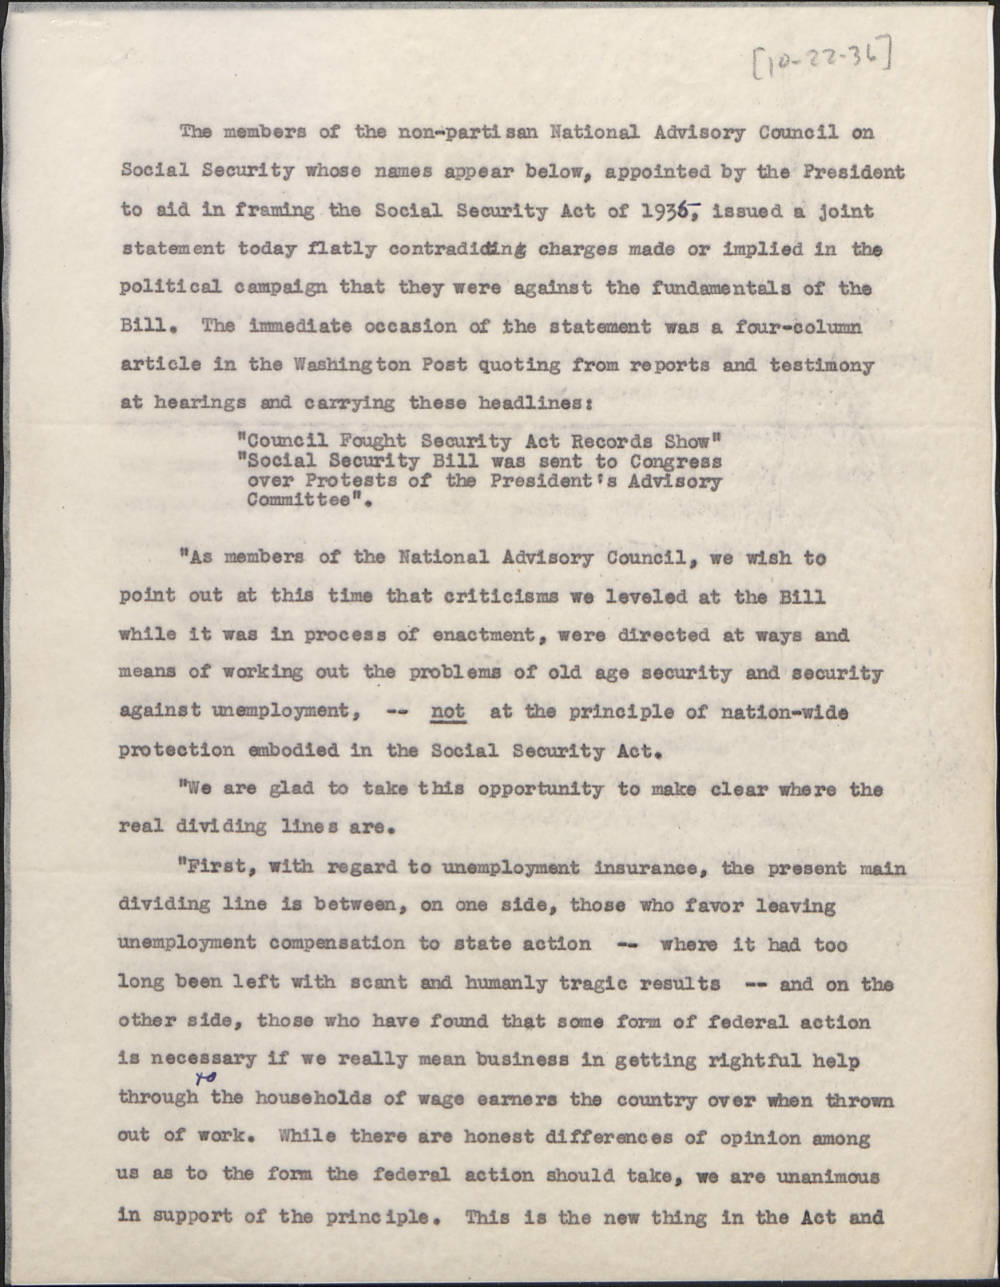 [10-22-36]
The members of the non-partisan National Advisory Council on
Social Security whose names appear below, appointed by the President
to aid in framing the Social Security Act of 1935, issued a joint
statement today flatly contradicting charges made or implied in the
political campaign that they were against the fundamentals of the
Bill. The immediate occasion of the statement was a four-column
article in the Washington Post quoting from reports and testimony
at hearings and carrying these headlines:
"Council Fought Security Act Records Show"
"Social Security Bill was sent to Congress
over Protests of the President's Advisory
Committee".
"As members of the National Advisory Council, we wish to
point out at this time that criticisms we leveled at the Bill
while it was in process of enactment, were directed at ways and
means of working out the problems of old age security and security
against unemployment, -- not at the principle of nation-wide
protection embodied in the Social Security Act.
"We are glad to take this opportunity to make clear where the
real dividing lines are.
"First, with regard to unemployment insurance, the present main
dividing line is between, on one side, those who favor leaving
unemployment compensation to state action -- where it had too
long been left with scant and humanly tragic results -- and on the
other side, those who have found that some form of federal action
is necessary if we really mean business in getting rightful help
to
through the households of wage earners the country over when thrown
out of work. While there are honest differences of opinion among
us as to the form the federal action should take, we are unanimous
in support of the principle. This is the new thing in the Act and